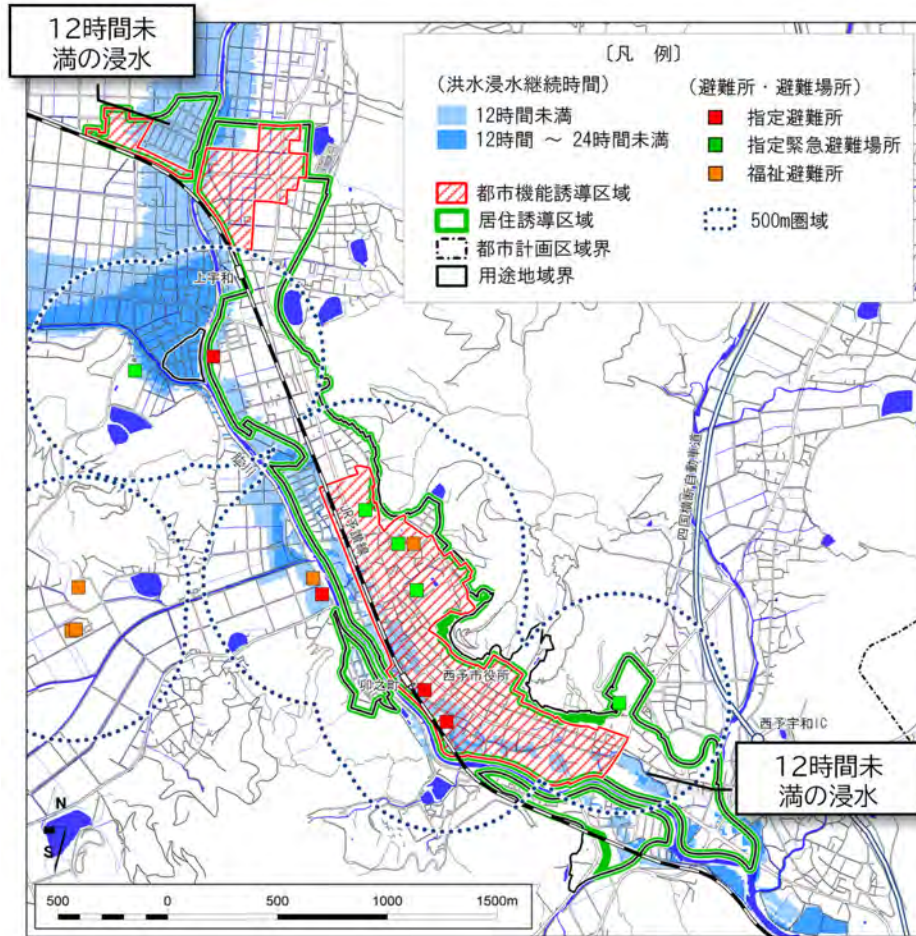 12時間未
満の浸水
〔凡 例〕
(洪水浸水継続時間)
12時間未満
12時間 ～ 24時間未満
都市機能誘導区域
居住誘導区域
都市計画区域界
用途地域界
(避難所・避難場所)
指定避難所
指定緊急避難場所
福祉避難所
500m圏域
上宇和
四国横断自動車道
JR予讃線
卯之町
西予市役所
西予宇和IC
12時間未
満の浸水
N
S
500 0 500 1000 1500m